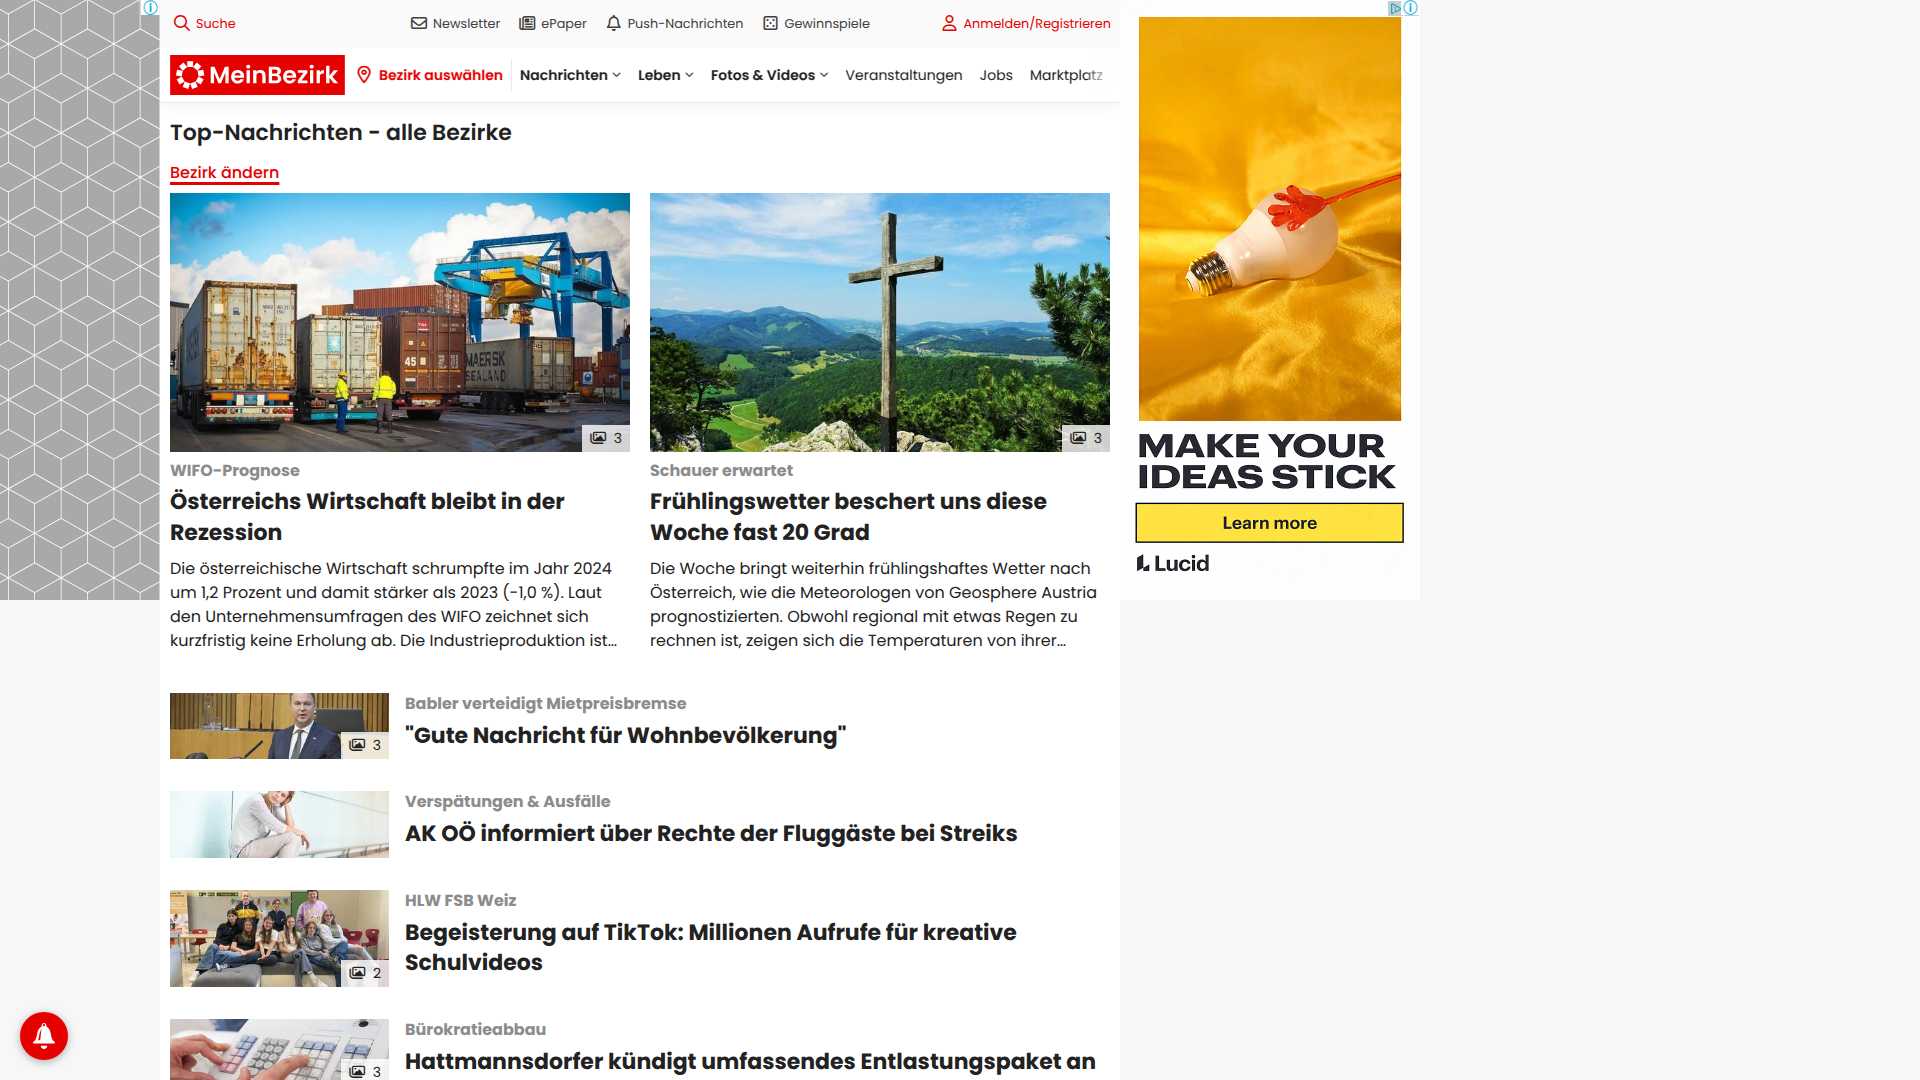 Suche
Newsletter
ePaper
Push-Nachrichten
Gewinnspiele
Anmelden/Registrieren
MeinBezirk
Bezirk auswählen
Nachrichten
Leben
Fotos & Videos
Veranstaltungen
Jobs
Marktplatz
Top-Nachrichten - alle Bezirke
Bezirk ändern
MAERSK
SEALAND
45
3
WIFO-Prognose
Österreichs Wirtschaft bleibt in der
Rezession
Die österreichische Wirtschaft schrumpfte im Jahr 2024
um 1,2 Prozent und damit stärker als 2023 (-1,0 %). Laut
den Unternehmensumfragen des WIFO zeichnet sich
kurzfristig keine Erholung ab. Die Industrieproduktion ist...
3
Schauer erwartet
Frühlingswetter beschert uns diese
Woche fast 20 Grad
Die Woche bringt weiterhin frühlingshaftes Wetter nach
Österreich, wie die Meteorologen von Geosphere Austria
prognostizierten. Obwohl regional mit etwas Regen zu
rechnen ist, zeigen sich die Temperaturen von ihrer...
3
Babler verteidigt Mietpreisbremse
"Gute Nachricht für Wohnbevölkerung"
Verspätungen & Ausfälle
AK OÖ informiert über Rechte der Fluggäste bei Streiks
2
HLW FSB Weiz
Begeisterung auf TikTok: Millionen Aufrufe für kreative
Schulvideos
3
Bürokratieabbau
Hattmannsdorfer kündigt umfassendes Entlastungspaket an
MAKE YOUR
IDEAS STICK
Learn more
Lucid